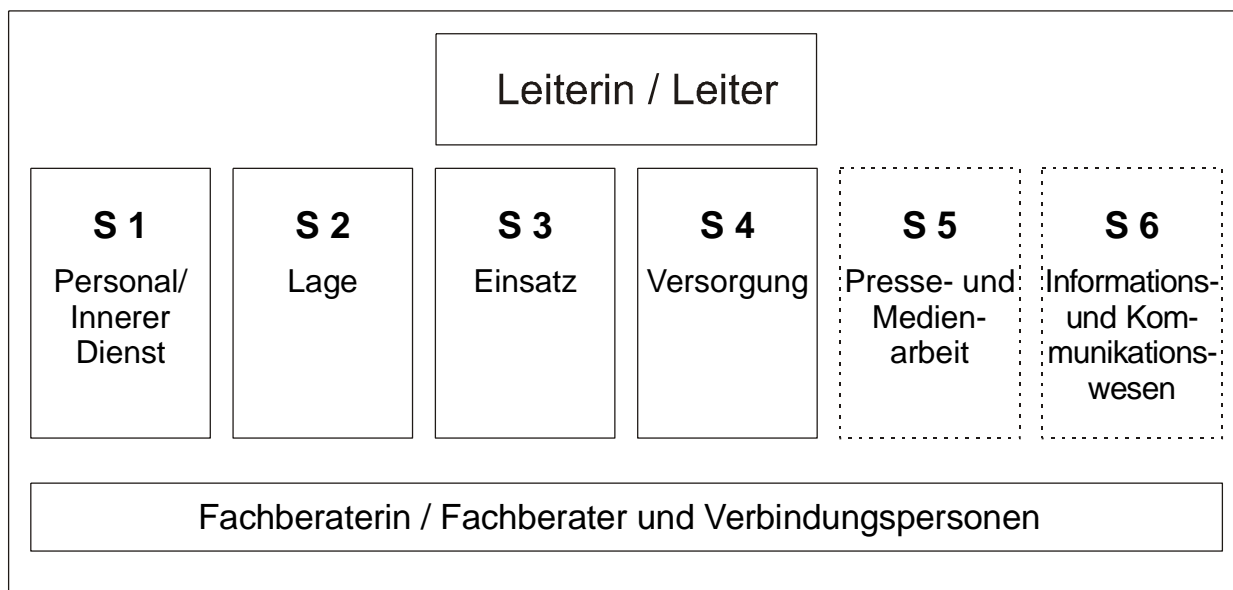 Leiterin / Leiter
S 1
Personal/
Innerer
Dienst
S 2
Lage
S 3
Einsatz
S 4
Versorgung
S 5
Presse- und
Medien-
arbeit
S 6
Informations-
und Kom-
munikations-
wesen
Fachberaterin / Fachberater und Verbindungspersonen